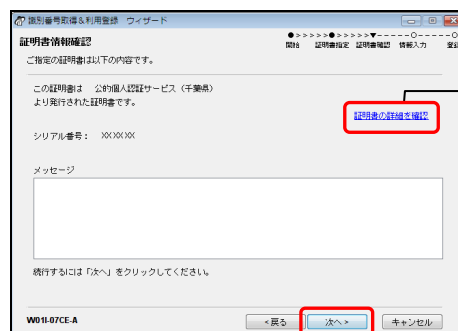 識別番号取得&利用登録 ウィザード
証明書情報確認
●>>>>>●>>>>>▼-----○-----○
開始 証明書指定 証明書確認 情報入力 登録
ご指定の証明書は以下の内容です。
この証明書は 公的個人認証サービス（千葉県）
より発行された証明書です。
証明書の詳細を確認
シリアル番号： XXXXXXX
メッセージ
続行するには「次へ」をクリックしてください。
W01I-07CE-A
<戻る
次へ>
キャンセル